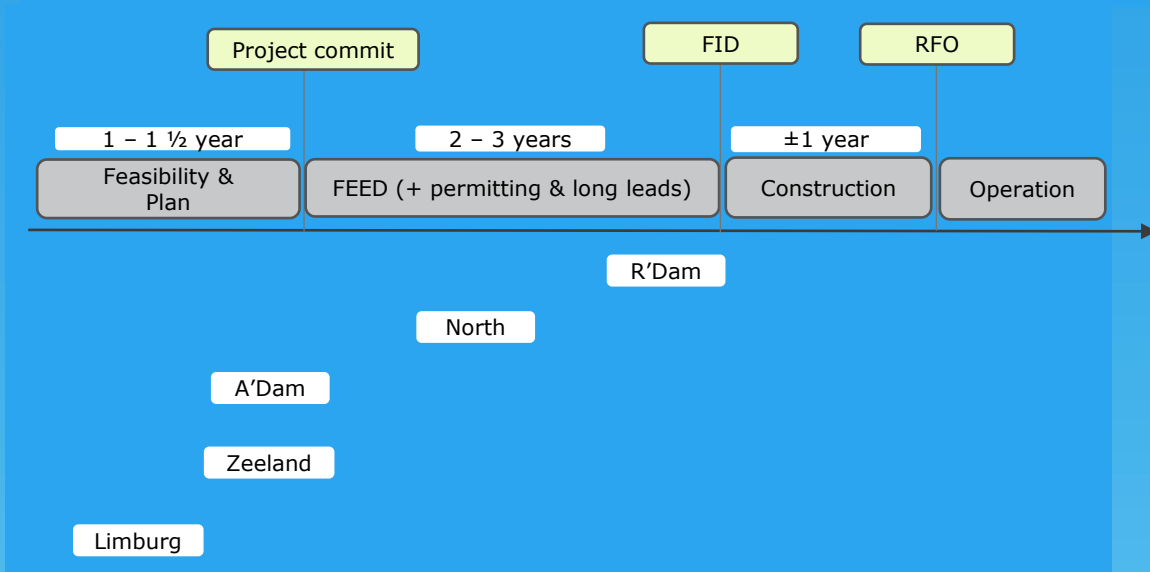 Project commit
FID
RFO
1 – 1 ½ year
2 – 3 years
±1 year
Feasibility &
Plan
FEED (+ permitting & long leads)
Construction
Operation
R’Dam
North
A’Dam
Zeeland
Limburg